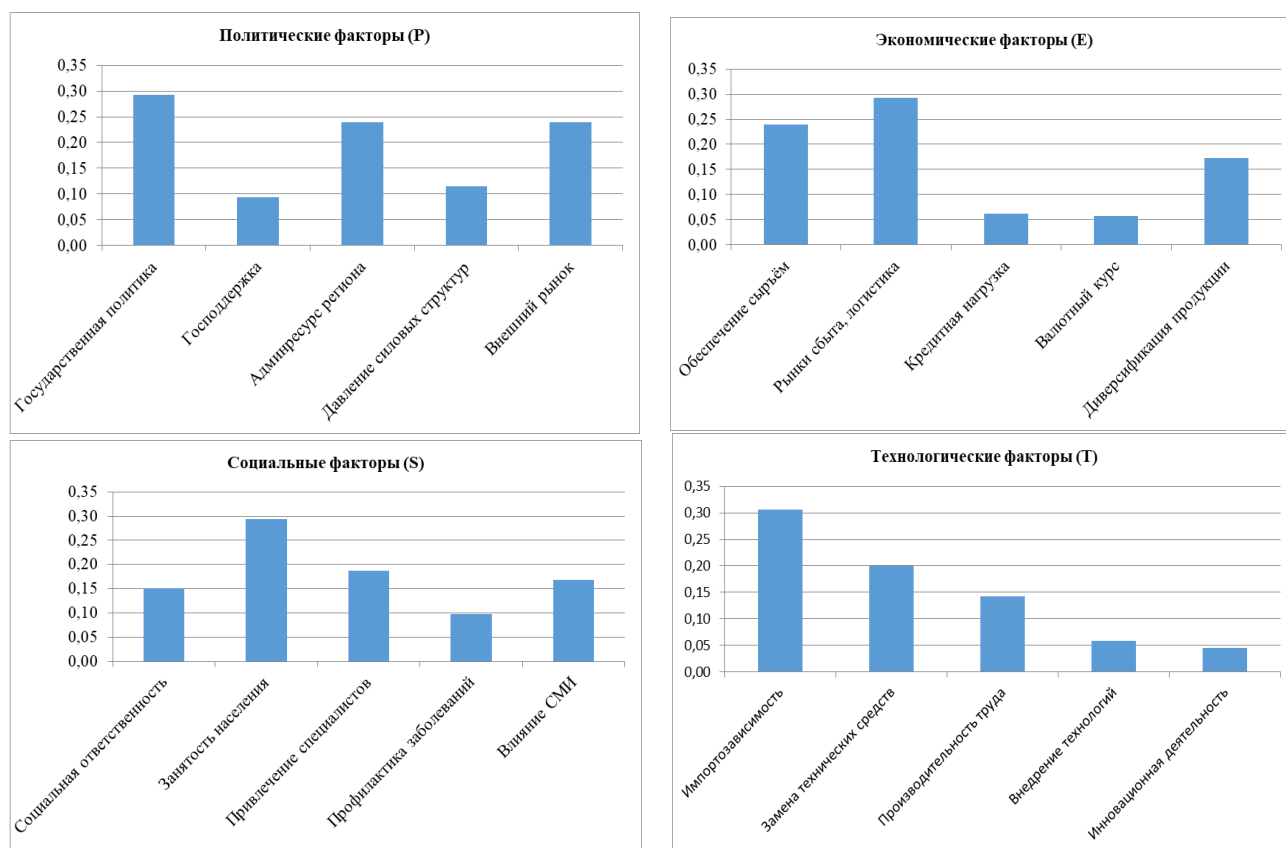 Политические факторы (P)
0,35
0,30
0,25
0,20
0,15
0,10
0,05
0,00
Государственная политика
Господдержка
Админресурс региона
Давление силовых структур
Внешний рынок
Экономические факторы (E)
0,35
0,30
0,25
0,20
0,15
0,10
0,05
0,00
Обеспечение сырьём
Рынки сбыта, логистика
Кредитная нагрузка
Валютный курс
Диверсификация продукции
Социальные факторы (S)
0,35
0,30
0,25
0,20
0,15
0,10
0,05
0,00
Социальная ответственность
Занятость населения
Привлечение специалистов
Профилактика заболеваний
Влияние СМИ
Технологические факторы (T)
0,35
0,30
0,25
0,20
0,15
0,10
0,05
0,00
Импортозависимость
Замена технических средств
Производительность труда
Внедрение технологий
Инновационная деятельность